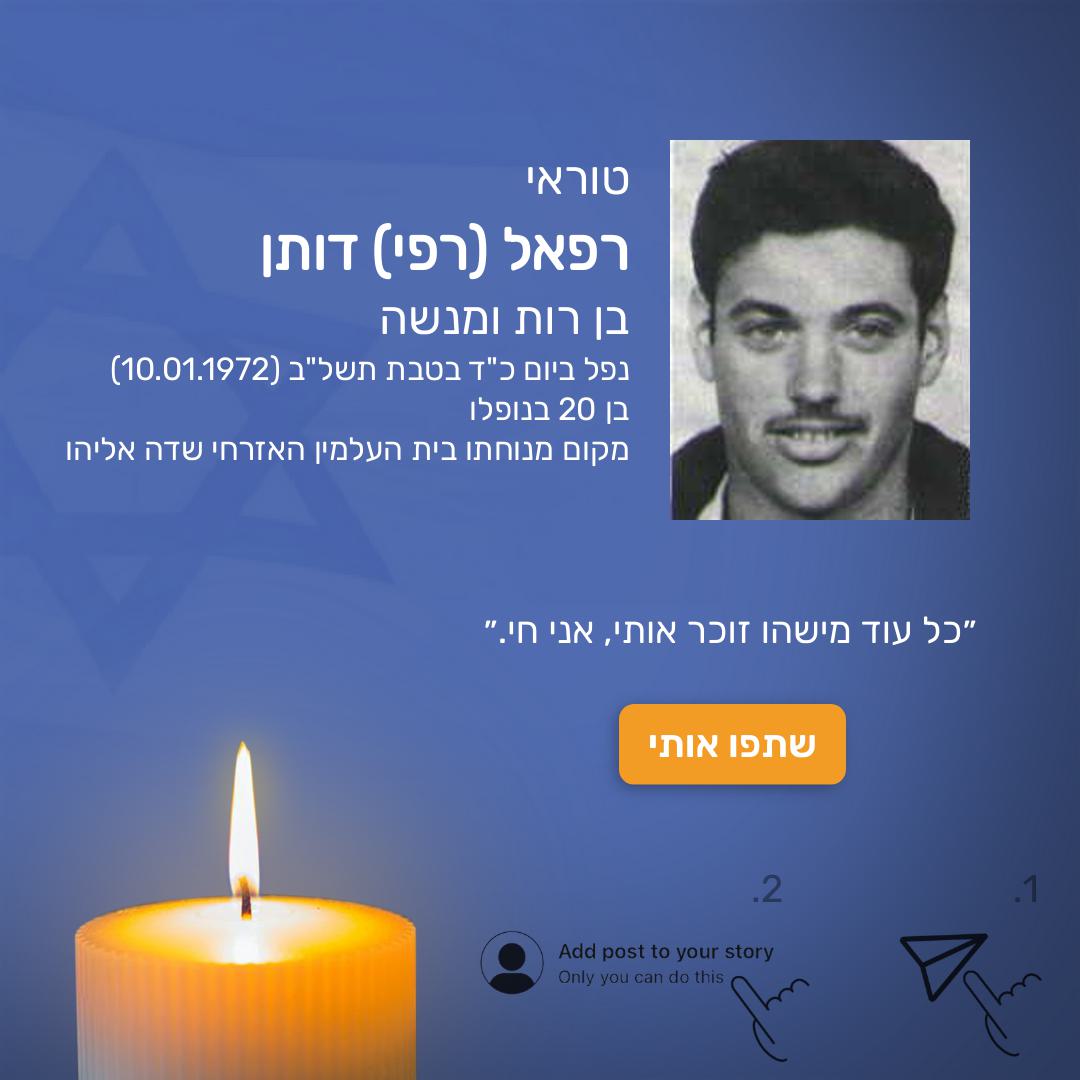 טוראי
רפאל (רפי) דותן
בן רות ומנשה
נפל ביום כ"ד בטבת תשל"ב (10.01.1972)
בן 20 בנופלו
מקום מנוחתו בית העלמין האזרחי שדה אליהו
״כל עוד מישהו זוכר אותי, אני חי.״
שתפו אותי
1.
2.
Add post to your story
Only you can do this